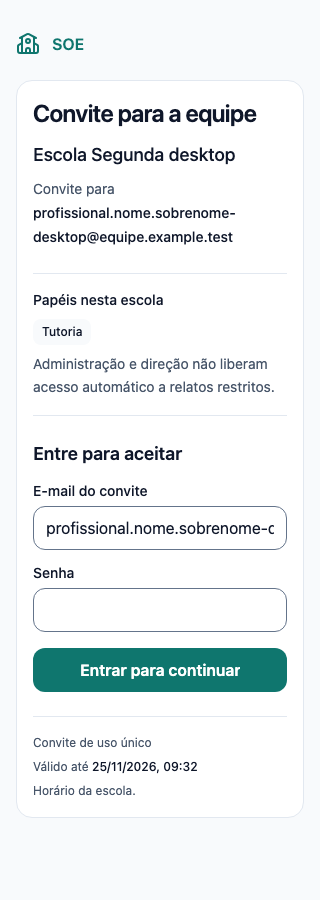 SOE
Convite para a equipe
Escola Segunda desktop
Convite para
profissional.nome.sobrenome-
desktop@equipe.example.test
Papéis nesta escola
Tutoria
Administração e direção não liberam
acesso automático a relatos restritos.
Entre para aceitar
E-mail do convite
profissional.nome.sobrenome-c
Senha
Entrar para continuar
Convite de uso único
Válido até 25/11/2026, 09:32
Horário da escola.